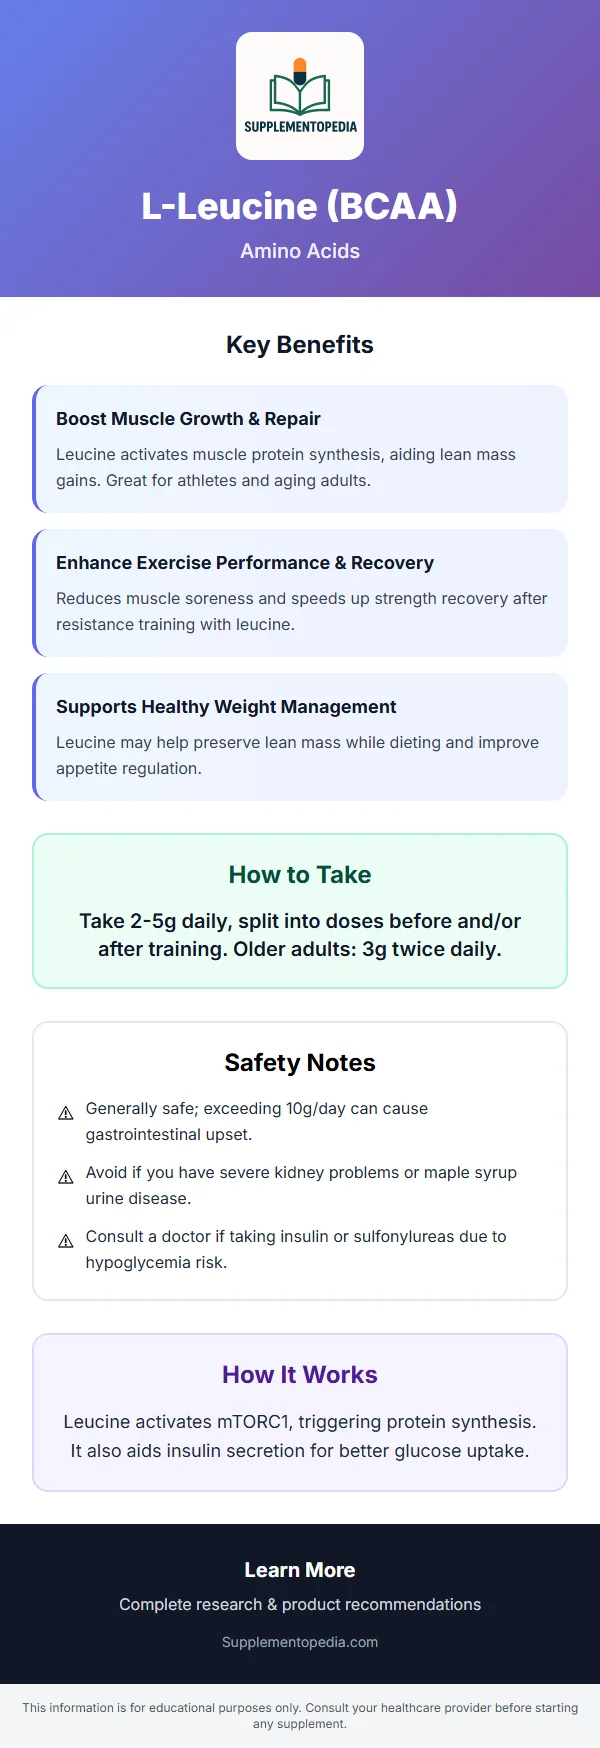 SUPPLEMENTOPEDIA
L-Leucine (BCAA)
Amino Acids
Key Benefits
Boost Muscle Growth & Repair
Leucine activates muscle protein synthesis, aiding lean mass
gains. Great for athletes and aging adults.
Enhance Exercise Performance & Recovery
Reduces muscle soreness and speeds up strength recovery after
resistance training with leucine.
Supports Healthy Weight Management
Leucine may help preserve lean mass while dieting and improve
appetite regulation.
How to Take
Take 2-5g daily, split into doses before and/or
after training. Older adults: 3g twice daily.
Safety Notes
Generally safe; exceeding 10g/day can cause
gastrointestinal upset.
Avoid if you have severe kidney problems or maple syrup
urine disease.
Consult a doctor if taking insulin or sulfonylureas due to
hypoglycemia risk.
How It Works
Leucine activates mTORC1, triggering protein synthesis.
It also aids insulin secretion for better glucose uptake.
Learn More
Complete research & product recommendations
Supplementopedia.com
This information is for educational purposes only. Consult your healthcare provider before starting
any supplement.